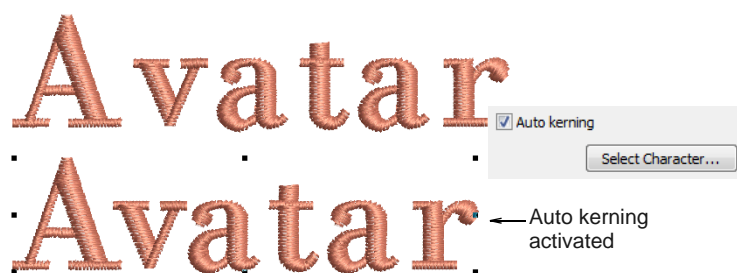 Avatar
Auto kerning
Select Character...
Avatar
Auto kerning
activated